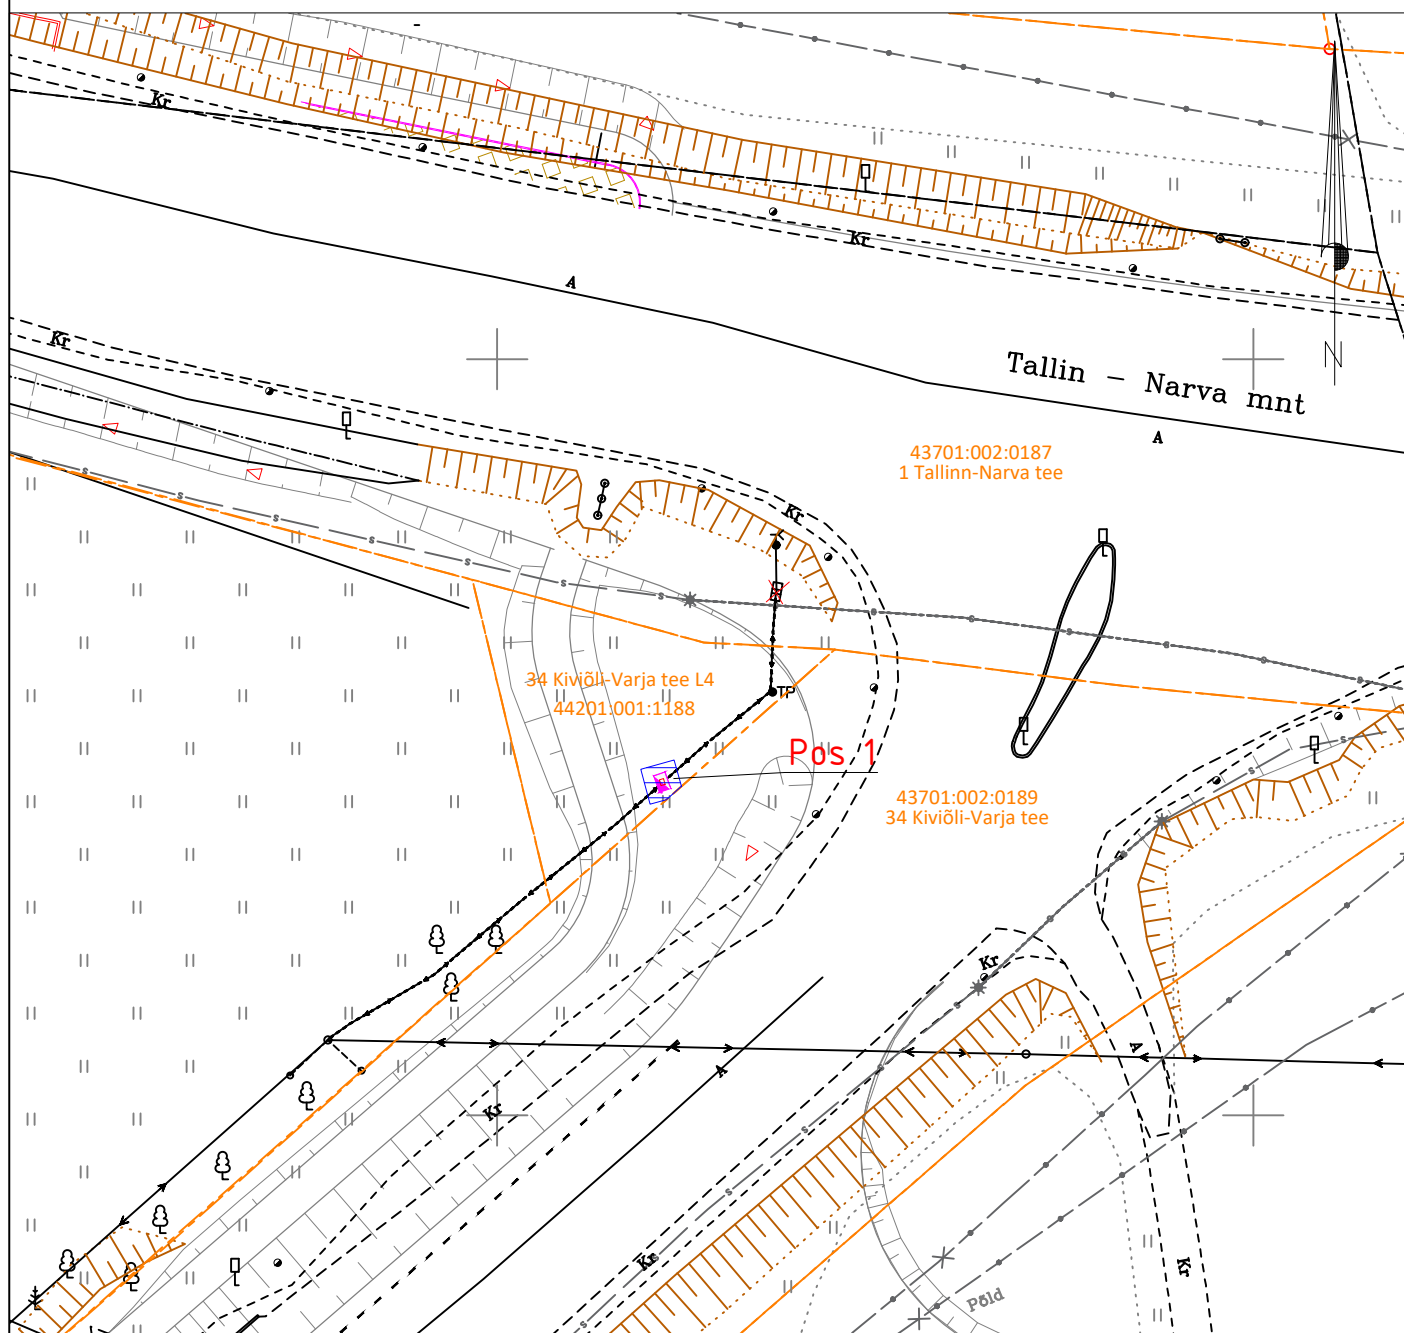 Kr
Kr
A
Kr
N
Tallin - Narva mnt
A
43701:002:0187
1 Tallinn-Narva tee
Kr
s
s
s
s
s
s
s
s
s
s
s
s
s
34 Kiviõli-Varja tee L4
44201:001:1188
TP
Pos 1
43701:002:0189
34 Kiviõli-Varja tee
s
s
s
s
s
Kr
A
A
Kr
s
s
Kr
Kr
s
s
Põld